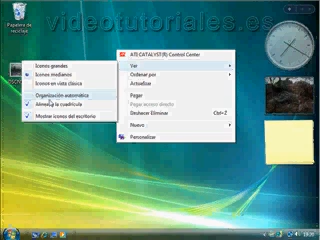 videotutoriales.es
Papelera de
reciclaje
ATI CATALYST(R) Control Center
Ver
Ordenar por
Actualizar
Pegar
Pegar acceso directo
Deshacer Eliminar Ctrl+Z
Nuevo
Personalizar
Iconos grandes
Iconos medianos
Iconos en vista clásica
Organización automática
Alinear a la cuadrícula
Mostrar iconos del escritorio